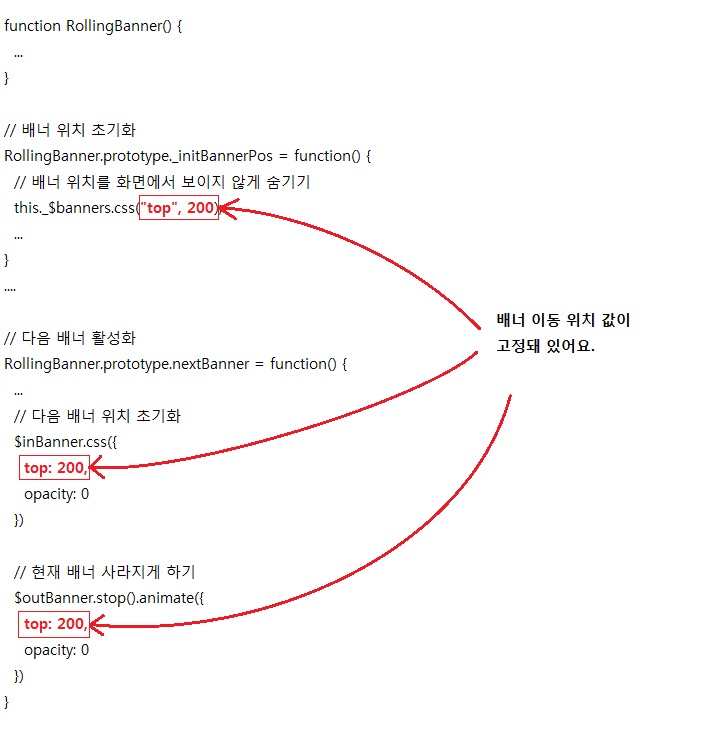 function RollingBanner() {
...
}
// 배너 위치 초기화
RollingBanner.prototype._initBannerPos = function() {
// 배너 위치를 화면에서 보이지 않게 숨기기
this._$banners.css("top", 200)
...
}
....
// 다음 배너 활성화
RollingBanner.prototype.nextBanner = function() {
...
// 다음 배너 위치 초기화
$inBanner.css({
top: 200,
opacity: 0
})
// 현재 배너 사라지게 하기
$outBanner.stop().animate({
top: 200,
opacity: 0
})
}
배너 이동 위치 값이
고정돼 있어요.